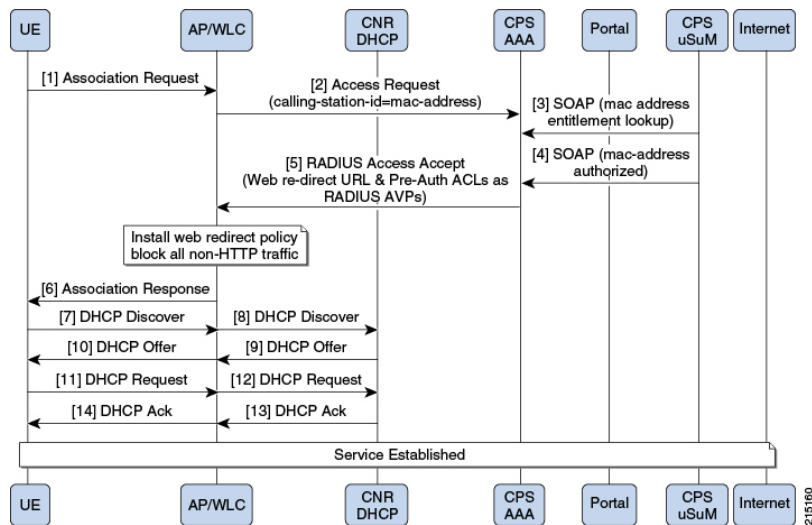 UE
AP/WLC
CNR
DHCP
CPS
AAA
Portal
CPS
uSuM
Internet
[1] Association Request
[2] Access Request
(calling-station-id=mac-address)
[3] SOAP (mac address
entitlement lookup)
[4] SOAP (mac-address
authorized)
[5] RADIUS Access Accept
(Web re-direct URL & Pre-Auth ACLs as
RADIUS AVPs)
Install web redirect policy
block all non-HTTP traffic
[6] Association Response
[7] DHCP Discover
[8] DHCP Discover
[10] DHCP Offer
[9] DHCP Offer
[11] DHCP Request
[12] DHCP Request
[14] DHCP Ack
[13] DHCP Ack
Service Established
UE
AP/WLC
CNR
DHCP
CPS
AAA
Portal
CPS
uSuM
Internet
215160